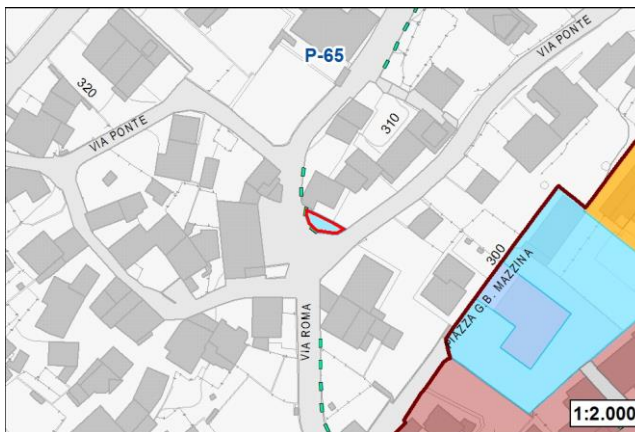 P-65
VIA PONTE
320
310
VIA PONTE
300
PIAZZA G.B. MAZZINA
VIA ROMA
1:2.000